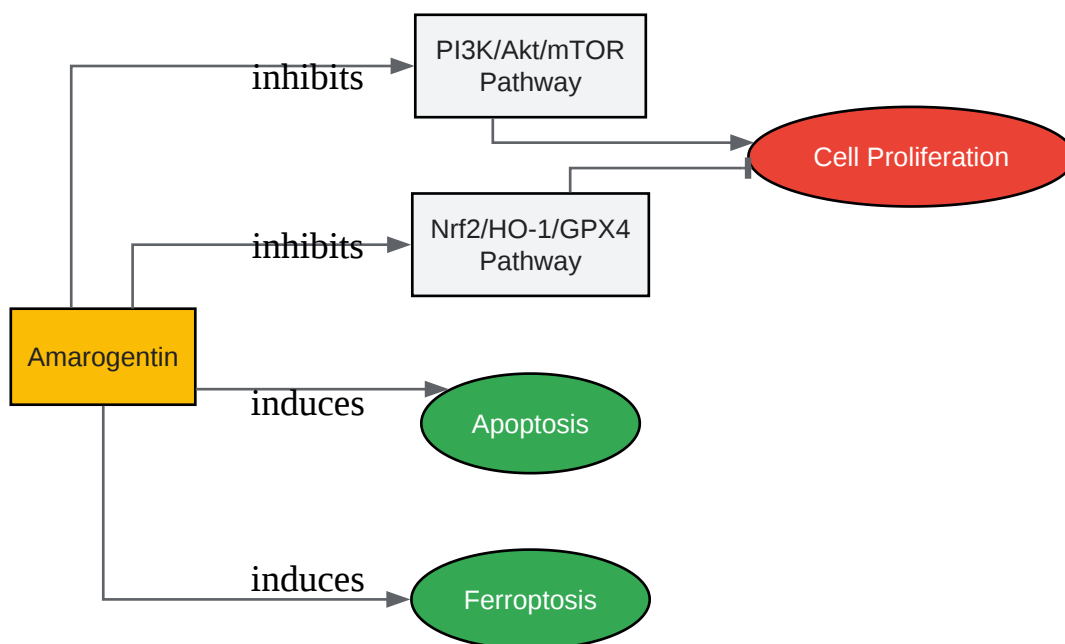 PI3K/Akt/mTOR
Pathway
inhibits
Cell Proliferation
Nrf2/HO-1/GPX4
Pathway
inhibits
Amarogentin
induces
Apoptosis
induces
Ferroptosis